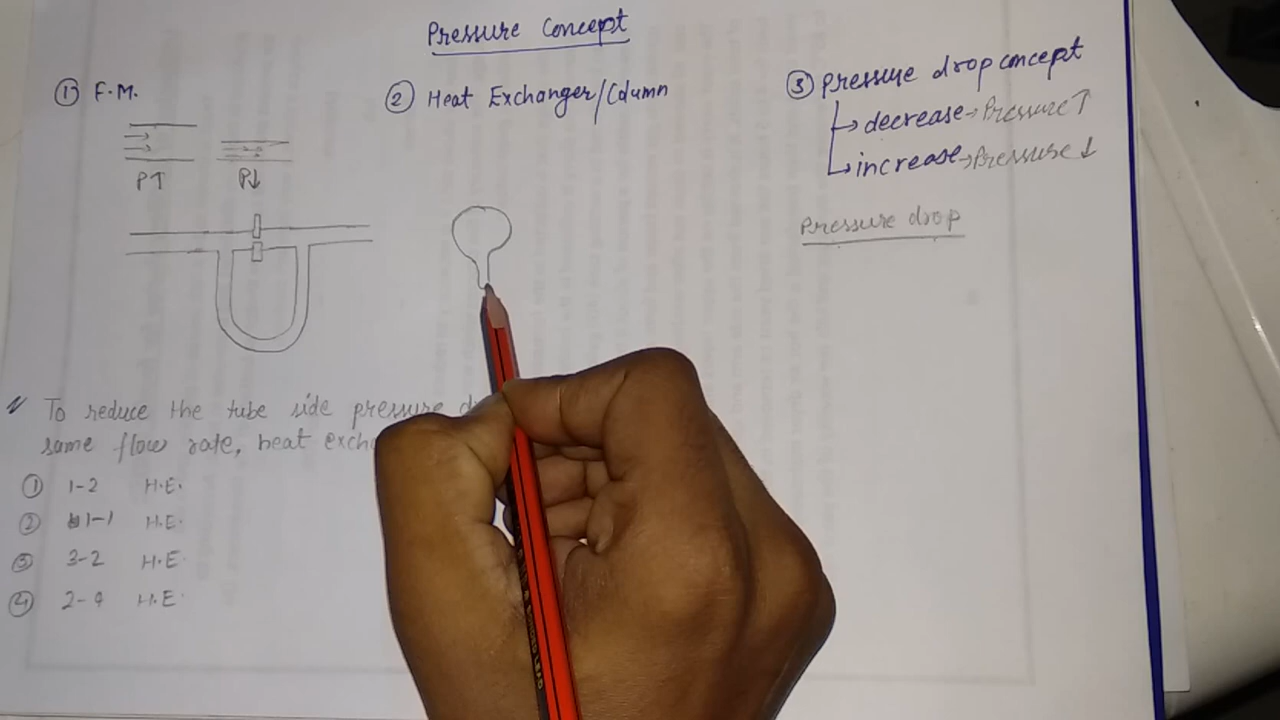 Pressure Concept
① F.M.
P↑ P↓
② Heat Exchanger/Column
③ Pressure drop concept
decrease→Pressure↑
increase→Pressure↓
Pressure drop
To reduce the tube side pressure
same flow rate, heat
① 1-2 H.E.
② 1-1 H.E.
③ 3-2 H.E
④ 2-4 H.E